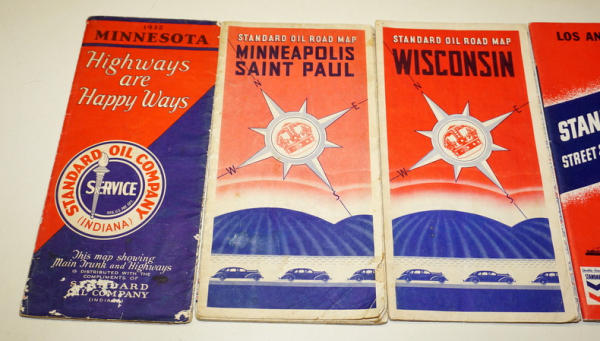 1932
MINNESOTA
Highways
are
Happy Ways
STANDARD OIL COMPANY
SERVICE
(INDIANA)
This map showing
Main Trunk and Highways
IS DISTRIBUTED WITH THE
COMPLIMENTS OF
STANDARD
OIL COMPANY
(INDIANA)
STANDARD OIL ROAD MAP
MINNEAPOLIS
SAINT PAUL
N
E
W
S
STANDARD OIL ROAD MAP
WISCONSIN
N
E
W
S
LOS AN
STAN
STREET
STANDARD